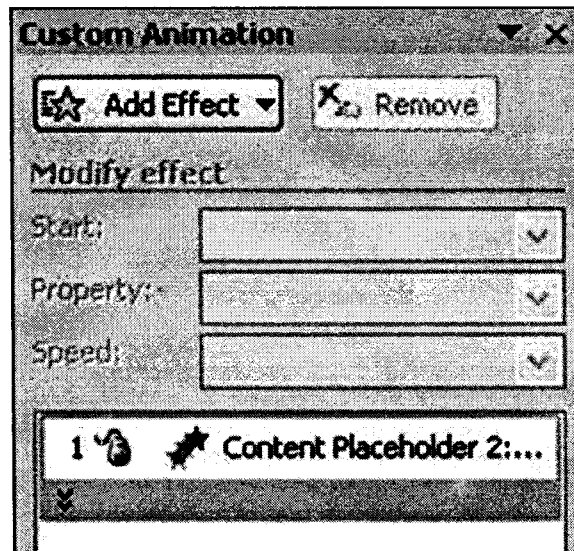 Custom Animation
Add Effect Remove
Modify effect
Start:
Property:
Speed:
1 Content Placeholder 2:...